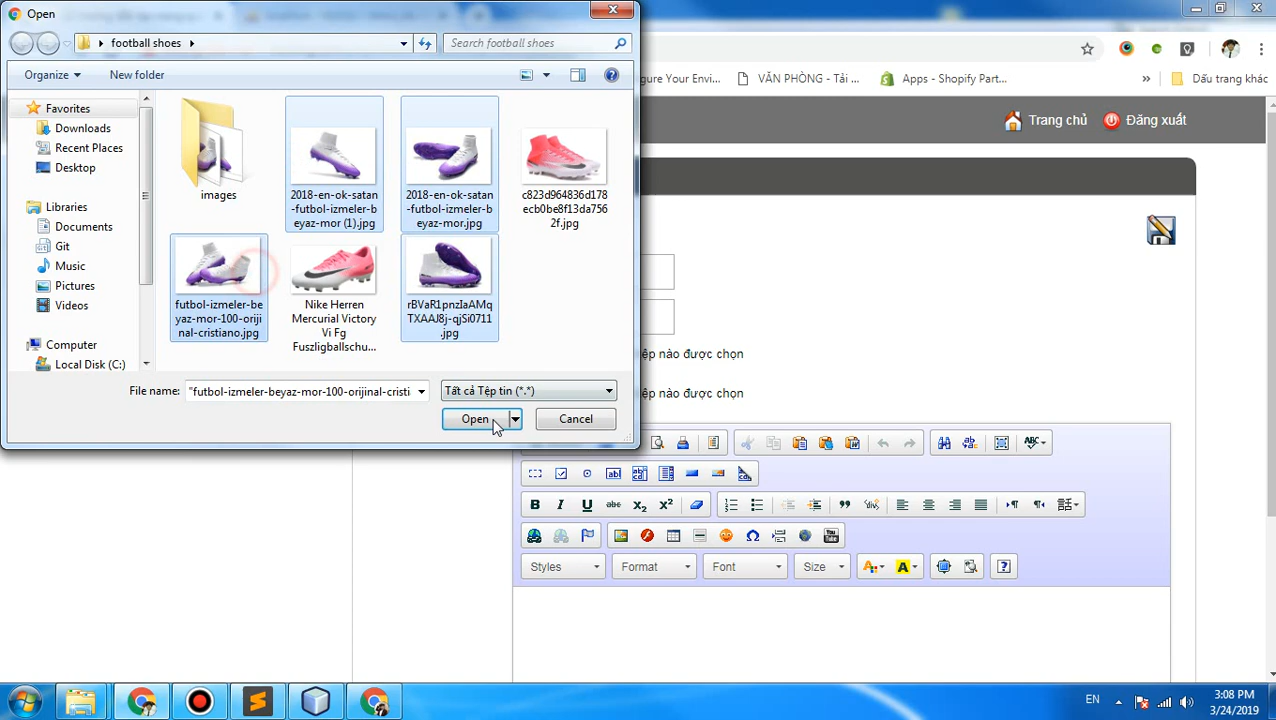 Open
football shoes
Search football shoes
Organize
New folder
Favorites
Downloads
Recent Places
Desktop
Libraries
Documents
Git
Music
Pictures
Videos
Computer
Local Disk (C:)
images
2018-en-ok-satan
-futbol-izmeler-b
eyaz-mor (1).jpg
2018-en-ok-satan
-futbol-izmeler-b
eyaz-mor.jpg
c823d964836d178
ecb0be8f13da756
2f.jpg
futbol-izmeler-be
yaz-mor-100-oriji
nal-cristiano.jpg
Nike Herren
Mercurial Victory
Vi Fg
Fuszligballschu...
rBVaR1pnzIaAMq
TXAAJ8j-qjSi0711
.jpg
File name:
"futbol-izmeler-beyaz-mor-100-orijinal-cristi
Tất cả Tệp tin (*.*)
Open
Cancel
gure Your Envi...
VĂN PHÒNG - Tài ...
Apps - Shopify Part...
»
Dấu trang khác
Trang chủ
Đăng xuất
ệp nào được chọn
ệp nào được chọn
ABC
B I U abc x₂ x²
Styles
Format
Font
Size
A
A
EN
3:08 PM
3/24/2019